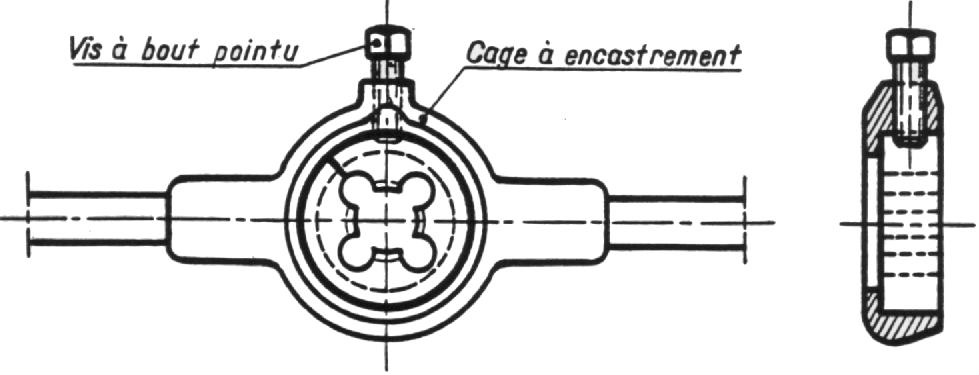 Vis à bout pointu
Cage à encastrement